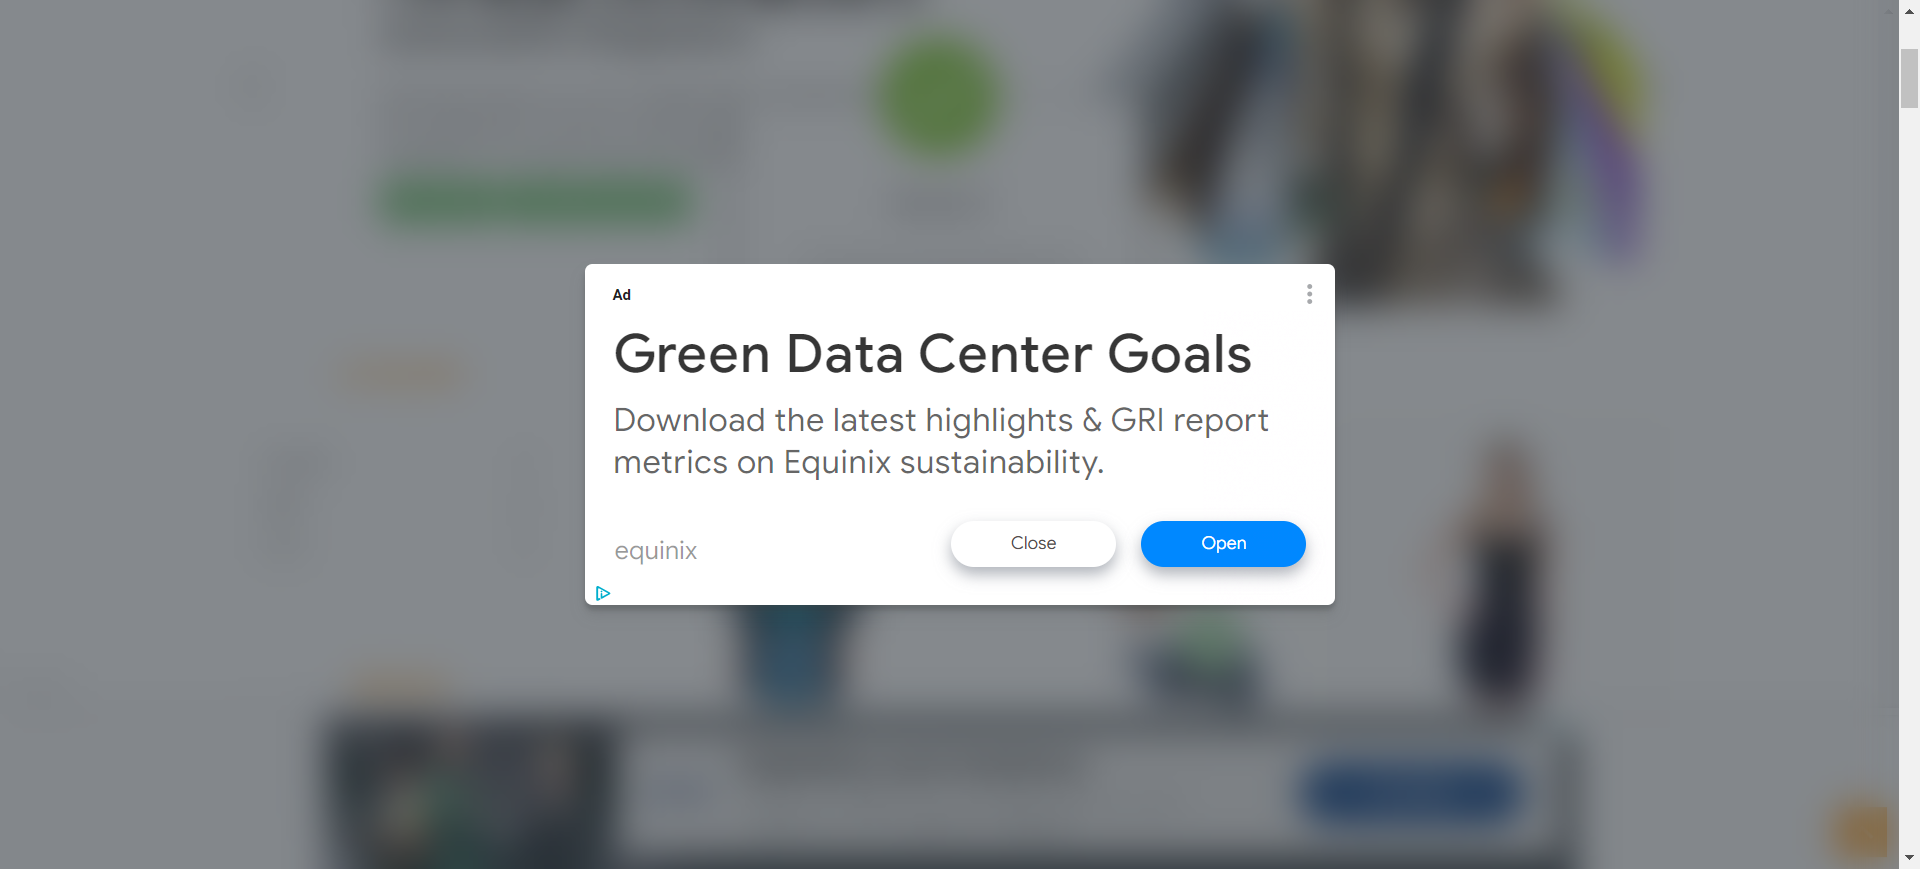 Ad
Green Data Center Goals
Download the latest highlights & GRI report
metrics on Equinix sustainability.
equinix
Close
Open